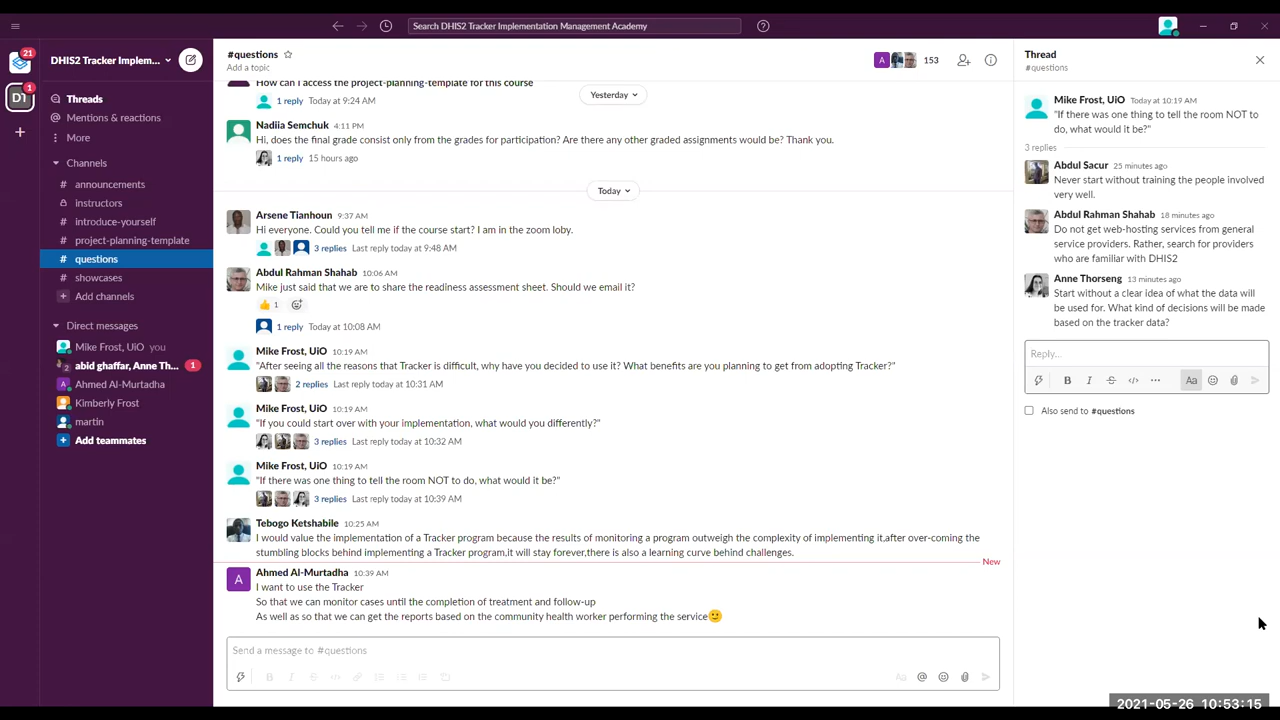 Search DHIS2 Tracker Implementation Management Academy
21
1
D1
DHIS2 Tracker Implem...
Threads
Mentions & reactions
More
Channels
# announcements
instructors
# introduce-yourself
# project-planning-template
# questions
# showcases
Add channels
Direct messages
Mike Frost, UiO you
abid ghaffar, Anne Th... 1
Ahmed Al-Murtadha
Kimberly Frost
martin
Add teammates
#questions
Add a topic
A 153
How can I access the project-planning-template for this course
1 reply Today at 9:24 AM
Yesterday
Nadiia Semchuk 4:11 PM
Hi, does the final grade consist only from the grades for participation? Are there any other graded assignments would be? Thank you.
1 reply 15 hours ago
Today
Arsene Tianhoun 9:37 AM
Hi everyone. Could you tell me if the course start? I am in the zoom loby.
3 replies Last reply today at 9:48 AM
Abdul Rahman Shahab 10:06 AM
Mike just said that we are to share the readiness assessment sheet. Should we email it?
1
1 reply Today at 10:08 AM
Mike Frost, UiO 10:19 AM
"After seeing all the reasons that Tracker is difficult, why have you decided to use it? What benefits are you planning to get from adopting Tracker?"
2 replies Last reply today at 10:31 AM
Mike Frost, UiO 10:19 AM
"If you could start over with your implementation, what would you differently?"
3 replies Last reply today at 10:32 AM
Mike Frost, UiO 10:19 AM
"If there was one thing to tell the room NOT to do, what would it be?"
3 replies Last reply today at 10:39 AM
Tebogo Ketshabile 10:25 AM
I would value the implementation of a Tracker program because the results of monitoring a program outweigh the complexity of implementing it,after over-coming the
stumbling blocks behind implementing a Tracker program,it will stay forever,there is also a learning curve behind challenges.
New
A
Ahmed Al-Murtadha 10:39 AM
I want to use the Tracker
So that we can monitor cases until the completion of treatment and follow-up
As well as so that we can get the reports based on the community health worker performing the service
Send a message to #questions
Aa @
Thread
#questions
Mike Frost, UiO Today at 10:19 AM
"If there was one thing to tell the room NOT to
do, what would it be?"
3 replies
Abdul Sacur 25 minutes ago
Never start without training the people involved
very well.
Abdul Rahman Shahab 18 minutes ago
Do not get web-hosting services from general
service providers. Rather, search for providers
who are familiar with DHIS2
Anne Thorseng 13 minutes ago
Start without a clear idea of what the data will
be used for. What kind of decisions will be made
based on the tracker data?
Reply...
B I S </> ... Aa
Also send to #questions
2021-05-26 10:53:15